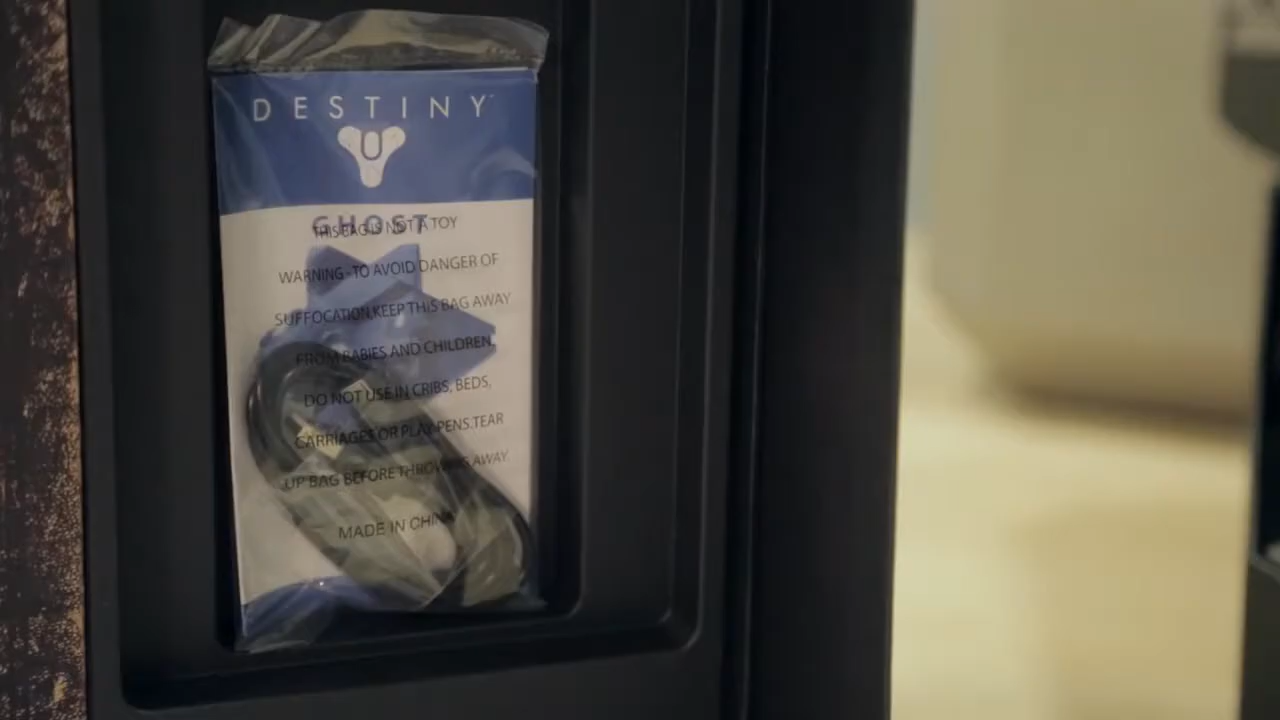 DESTINY
GHOST
THIS BAG IS NOT A TOY
WARNING-TO AVOID DANGER OF
SUFFOCATION,KEEP THIS BAG AWAY
FROM BABIES AND CHILDREN,
DO NOT USE IN CRIBS, BEDS,
CARRIAGES OR PLAY PENS.TEAR
UP BAG BEFORE THROWING AWAY.
MADE IN CHINA